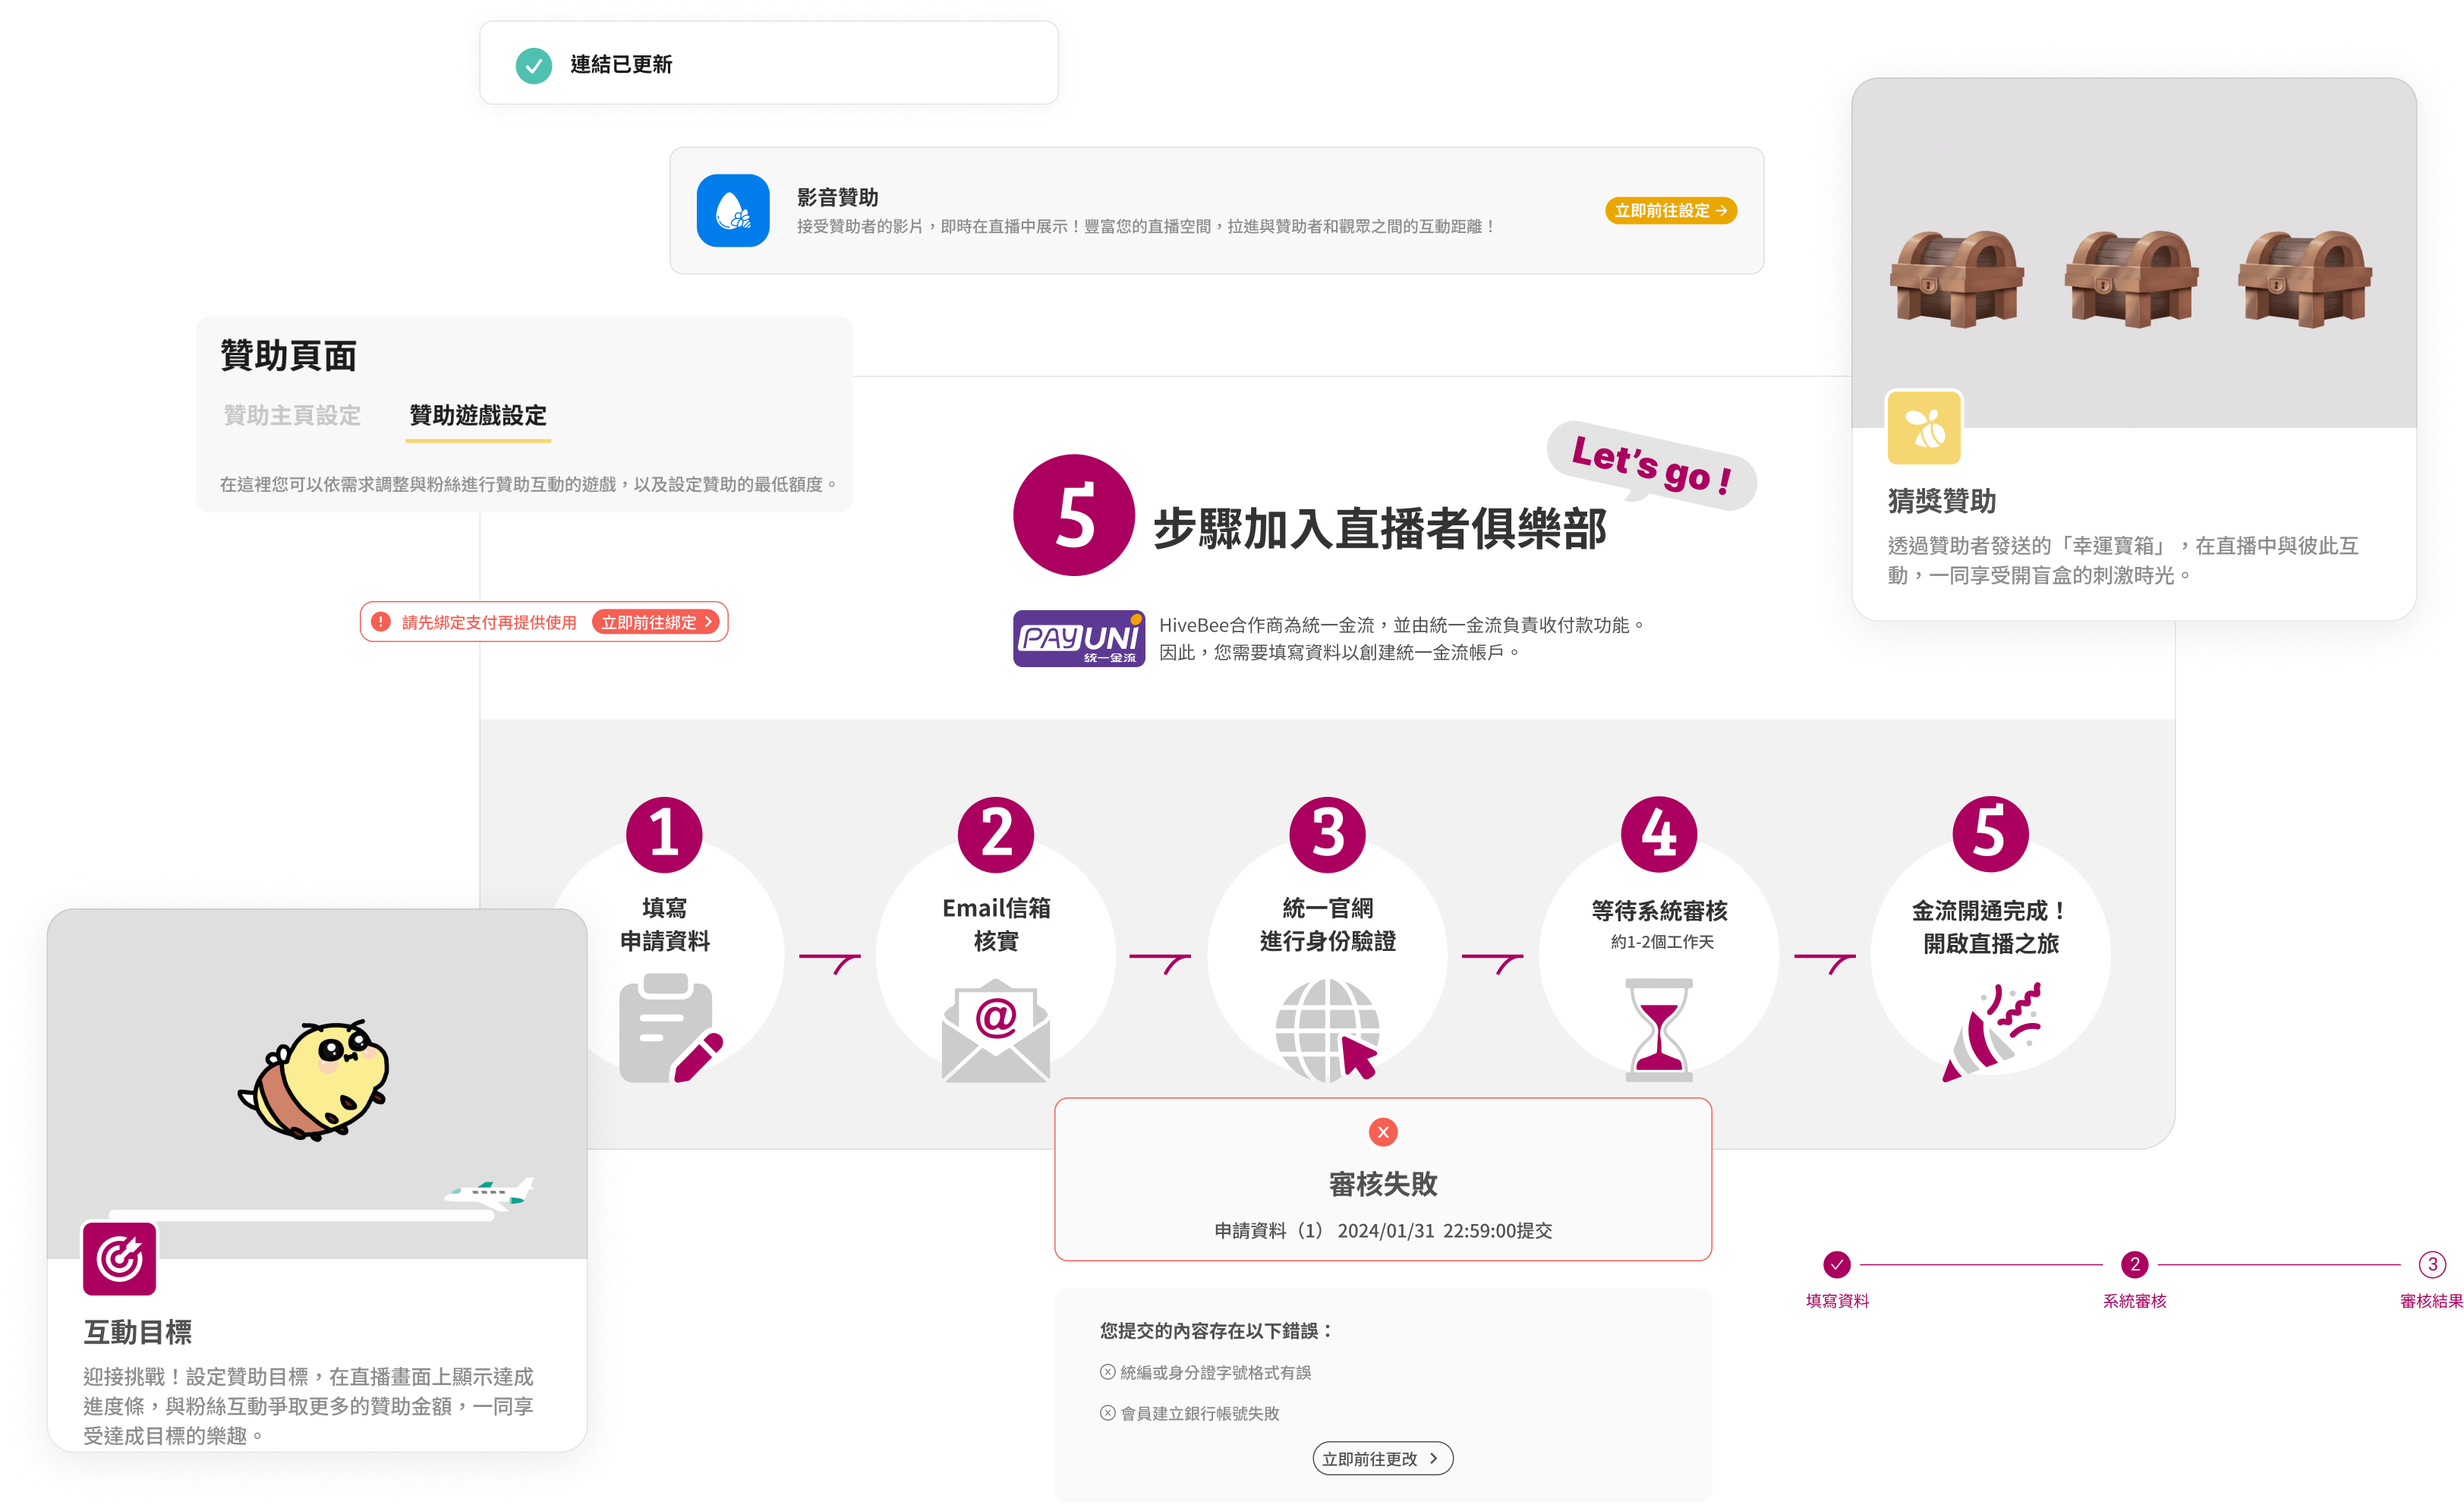 連結已更新
影音贊助
接受贊助者的影片，即時在直播中展示！豐富您的直播空間，拉進與贊助者和觀眾之間的互動距離！
立即前往設定
贊助頁面
贊助主頁設定
贊助遊戲設定
在這裡您可以依需求調整與粉絲進行贊助互動的遊戲，以及設定贊助的最低額度。
請先綁定支付再提供使用
立即前往綁定
Let's go !
5
步驟加入直播者俱樂部
PAYUNi
統一金流
HiveBee合作商為統一金流，並由統一金流負責收付款功能。
因此，您需要填寫資料以創建統一金流帳戶。
猜獎贊助
透過贊助者發送的「幸運寶箱」，在直播中與彼此互
動，一同享受開盲盒的刺激時光。
1
填寫
申請資料
2
Email信箱
核實
@
3
統一官網
進行身份驗證
4
等待系統審核
約1-2個工作天
5
金流開通完成！
開啟直播之旅
互動目標
迎接挑戰！設定贊助目標，在直播畫面上顯示達成
進度條，與粉絲互動爭取更多的贊助金額，一同享
受達成目標的樂趣。
審核失敗
申請資料（1） 2024/01/31 22:59:00提交
您提交的內容存在以下錯誤：
統編或身分證字號格式有誤
會員建立銀行帳號失敗
立即前往更改
填寫資料
2
系統審核
3
審核結果